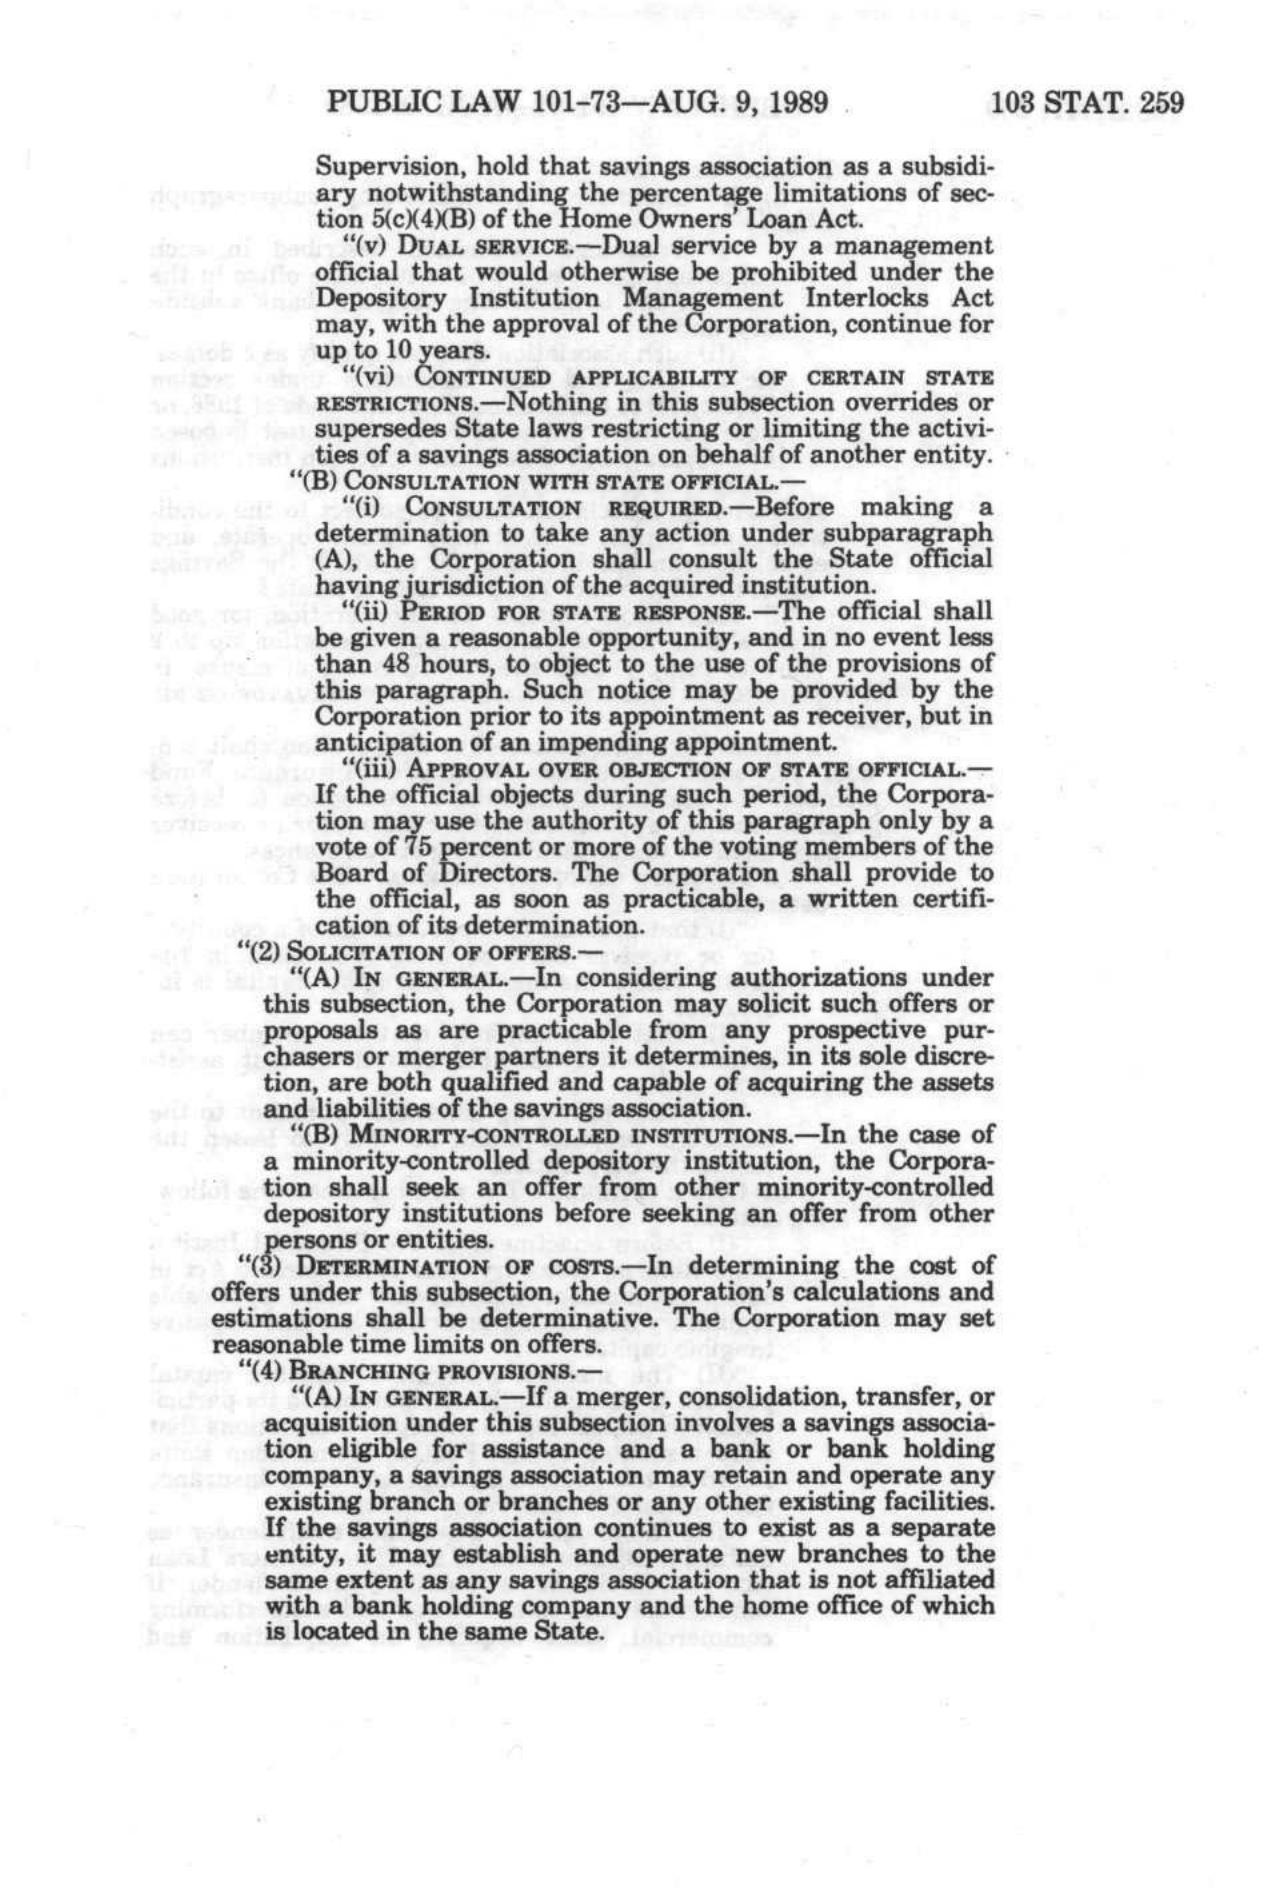 PUBLIC LAW 101-73—AUG. 9, 1989 103 STAT. 259
Supervision, hold that savings association as a subsidi-
ary notwithstanding the percentage limitations of sec-
tion 5(c)(4)(B) of the Home Owners' Loan Act.
"(v) DUAL SERVICE.—Dual service by a management
official that would otherwise be prohibited under the
Depository Institution Management Interlocks Act
may, with the approval of the Corporation, continue for
up to 10 years.
"(vi) CONTINUED APPLICABILITY OF CERTAIN STATE
RESTRICTIONS.—Nothing in this subsection overrides or
supersedes State laws restricting or limiting the activi-
ties of a savings association on behalf of another entity.
"(B) CONSULTATION WITH STATE OFFICIAL.—
"(i) CONSULTATION REQUIRED.—Before making a
determination to take any action under subparagraph
(A), the Corporation shall consult the State official
having jurisdiction of the acquired institution.
"(ii) PERIOD FOR STATE RESPONSE.—The official shall
be given a reasonable opportunity, and in no event less
than 48 hours, to object to the use of the provisions of
this paragraph. Such notice may be provided by the
Corporation prior to its appointment as receiver, but in
anticipation of an impending appointment.
"(iii) APPROVAL OVER OBJECTION OF STATE OFFICIAL.—
If the official objects during such period, the Corpora-
tion may use the authority of this paragraph only by a
vote of 75 percent or more of the voting members of the
Board of Directors. The Corporation shall provide to
the official, as soon as practicable, a written certifi-
cation of its determination.
"(2) SOLICITATION OF OFFERS.—
"(A) IN GENERAL.—In considering authorizations under
this subsection, the Corporation may solicit such offers or
proposals as are practicable from any prospective pur-
chasers or merger partners it determines, in its sole discre-
tion, are both qualified and capable of acquiring the assets
and liabilities of the savings association.
"(B) MINORITY-CONTROLLED INSTITUTIONS.—In the case of
a minority-controlled depository institution, the Corpora-
tion shall seek an offer from other minority-controlled
depository institutions before seeking an offer from other
persons or entities.
"(3) DETERMINATION OF COSTS.—In determining the cost of
offers under this subsection, the Corporation's calculations and
estimations shall be determinative. The Corporation may set
reasonable time limits on offers.
"(4) BRANCHING PROVISIONS.—
"(A) IN GENERAL.—If a merger, consolidation, transfer, or
acquisition under this subsection involves a savings associa-
tion eligible for assistance and a bank or bank holding
company, a savings association may retain and operate any
existing branch or branches or any other existing facilities.
If the savings association continues to exist as a separate
entity, it may establish and operate new branches to the
same extent as any savings association that is not affiliated
with a bank holding company and the home office of which
is located in the same State.